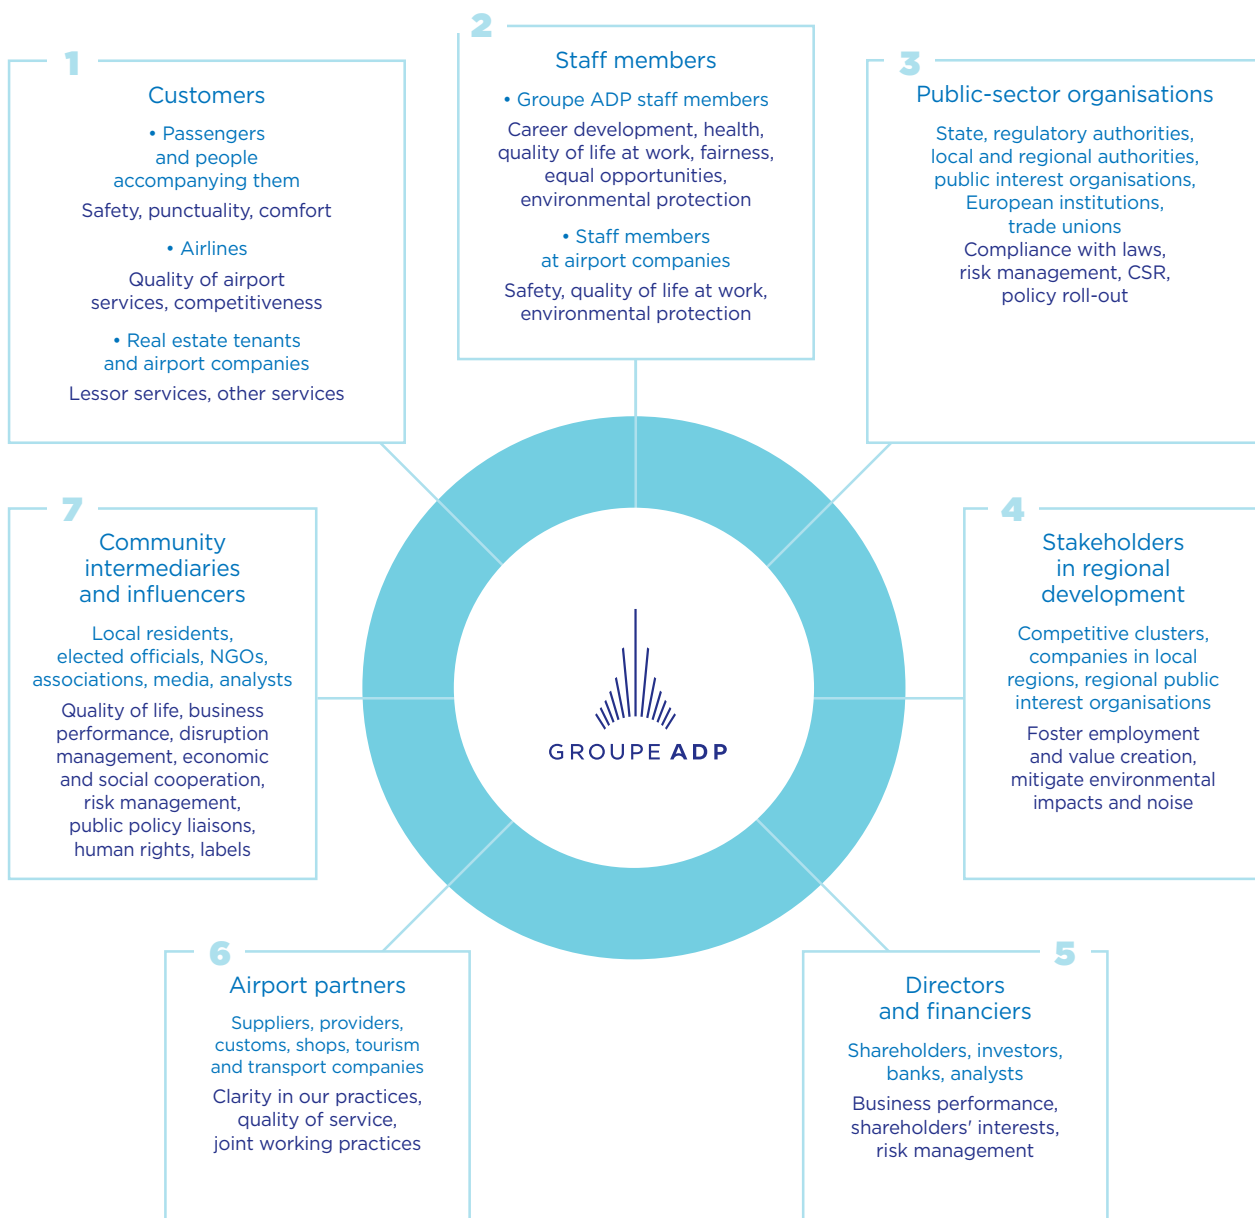 1
Customers
• Passengers
and people
accompanying them
Safety, punctuality, comfort
• Airlines
Quality of airport
services, competitiveness
• Real estate tenants
and airport companies
Lessor services, other services
2
Staff members
• Groupe ADP staff members
Career development, health,
quality of life at work, fairness,
equal opportunities,
environmental protection
• Staff members
at airport companies
Safety, quality of life at work,
environmental protection
3
Public-sector organisations
State, regulatory authorities,
local and regional authorities,
public interest organisations,
European institutions,
trade unions
Compliance with laws,
risk management, CSR,
policy roll-out
4
Stakeholders
in regional
development
Competitive clusters,
companies in local
regions, regional public
interest organisations
Foster employment
and value creation,
mitigate environmental
impacts and noise
5
Directors
and financiers
Shareholders, investors,
banks, analysts
Business performance,
shareholders' interests,
risk management
6
Airport partners
Suppliers, providers,
customs, shops, tourism
and transport companies
Clarity in our practices,
quality of service,
joint working practices
7
Community
intermediaries
and influencers
Local residents,
elected officials, NGOs,
associations, media, analysts
Quality of life, business
performance, disruption
management, economic
and social cooperation,
risk management,
public policy liaisons,
human rights, labels
GROUPE ADP